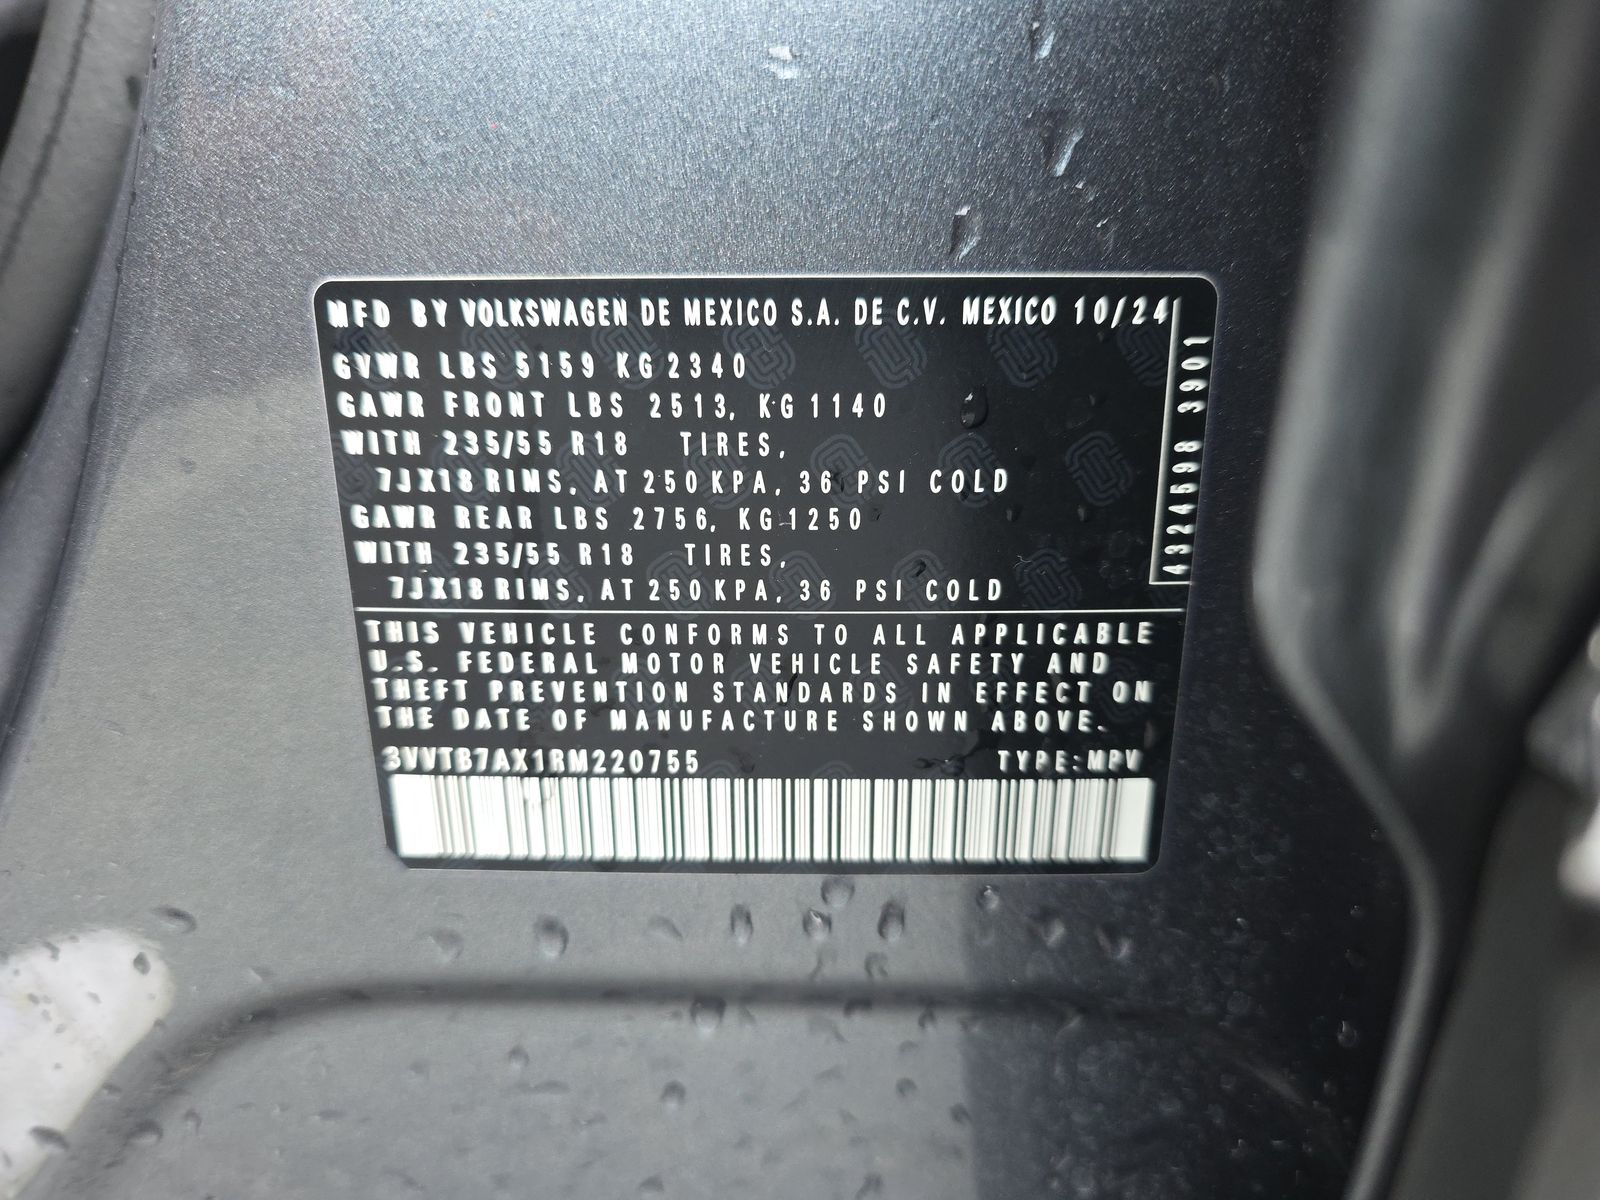 MFD BY VOLKSWAGEN DE MEXICO S.A. DE C.V. MEXICO 10/24
GVWR LBS 5159 KG 2340
GAWR FRONT LBS 2513, KG 1140
WITH 235/55 R18 TIRES,
7JX18 RIMS, AT 250 KPA, 36 PSI COLD
GAWR REAR LBS 2756, KG 1250
WITH 235/55 R18 TIRES,
7JX18 RIMS, AT 250 KPA, 36 PSI COLD
4324598 3901
THIS VEHICLE CONFORMS TO ALL APPLICABLE
U.S. FEDERAL MOTOR VEHICLE SAFETY AND
THEFT PREVENTION STANDARDS IN EFFECT ON
THE DATE OF MANUFACTURE SHOWN ABOVE.
3VVTB7AX1RM220755 TYPE: MPV